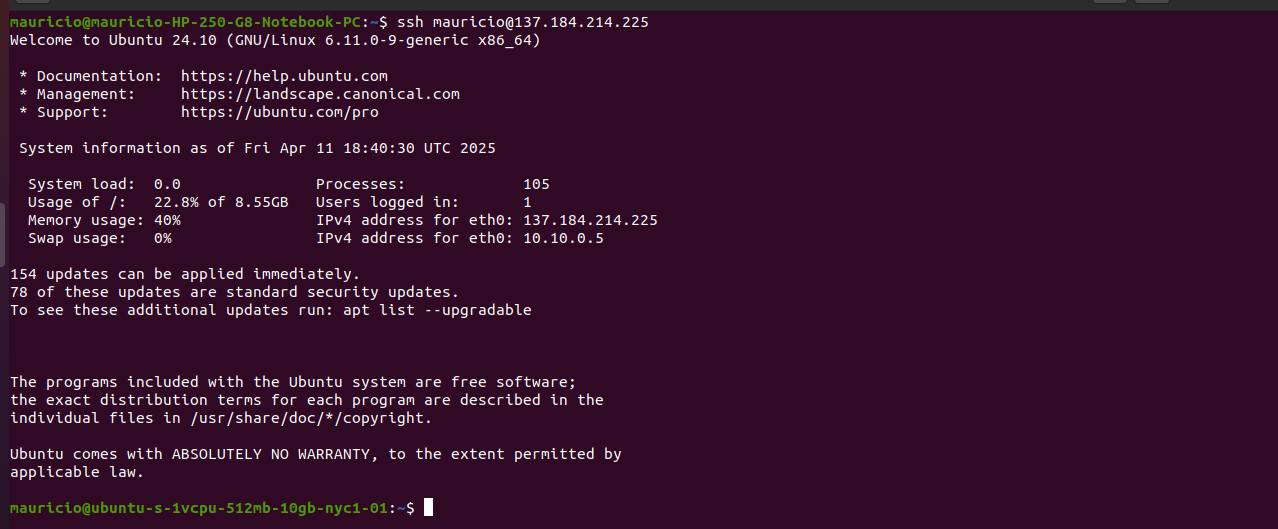 mauricio@mauricio-HP-250-G8-Notebook-PC:~$ ssh mauricio@137.184.214.225
Welcome to Ubuntu 24.10 (GNU/Linux 6.11.0-9-generic x86_64)

 * Documentation:  https://help.ubuntu.com
 * Management:     https://landscape.canonical.com
 * Support:        https://ubuntu.com/pro

 System information as of Fri Apr 11 18:40:30 UTC 2025

  System load:  0.0               Processes:             105
  Usage of /:   22.8% of 8.55GB   Users logged in:       1
  Memory usage: 40%               IPv4 address for eth0: 137.184.214.225
  Swap usage:   0%                IPv4 address for eth0: 10.10.0.5

154 updates can be applied immediately.
78 of these updates are standard security updates.
To see these additional updates run: apt list --upgradable

The programs included with the Ubuntu system are free software;
the exact distribution terms for each program are described in the
individual files in /usr/share/doc/*/copyright.

Ubuntu comes with ABSOLUTELY NO WARRANTY, to the extent permitted by
applicable law.

mauricio@ubuntu-s-1vcpu-512mb-10gb-nyc1-01:~$